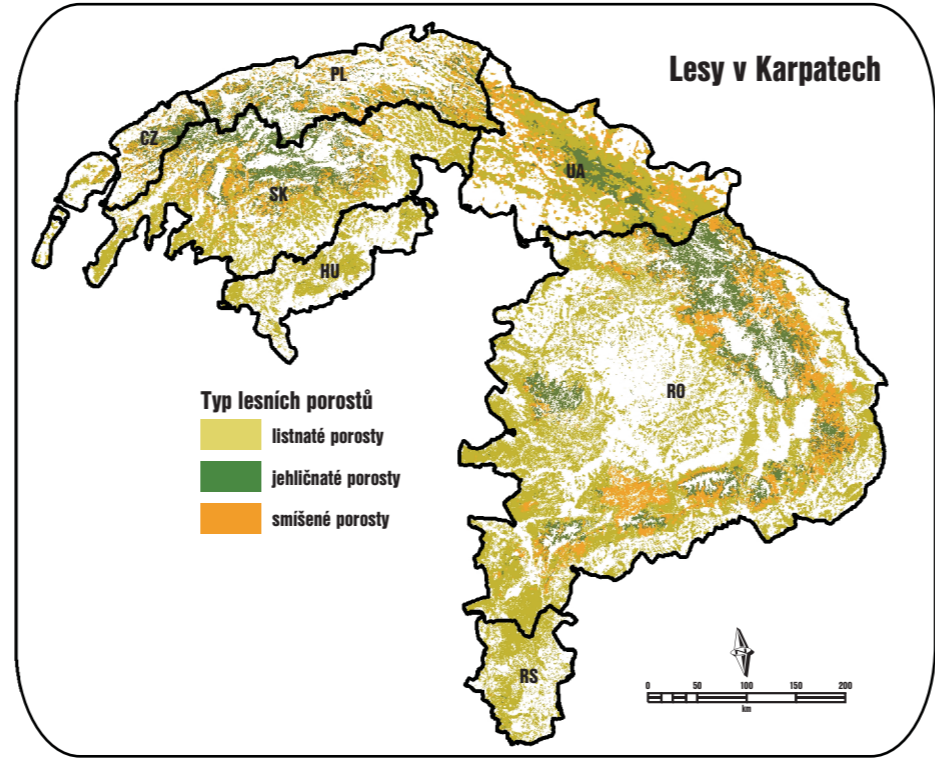 Lesy v Karpatech
PL
CZ
SK
UA
HU
RO
RS
Typ lesních porostů
listnaté porosty
jehličnaté porosty
smíšené porosty
0 50 100 150 200
km